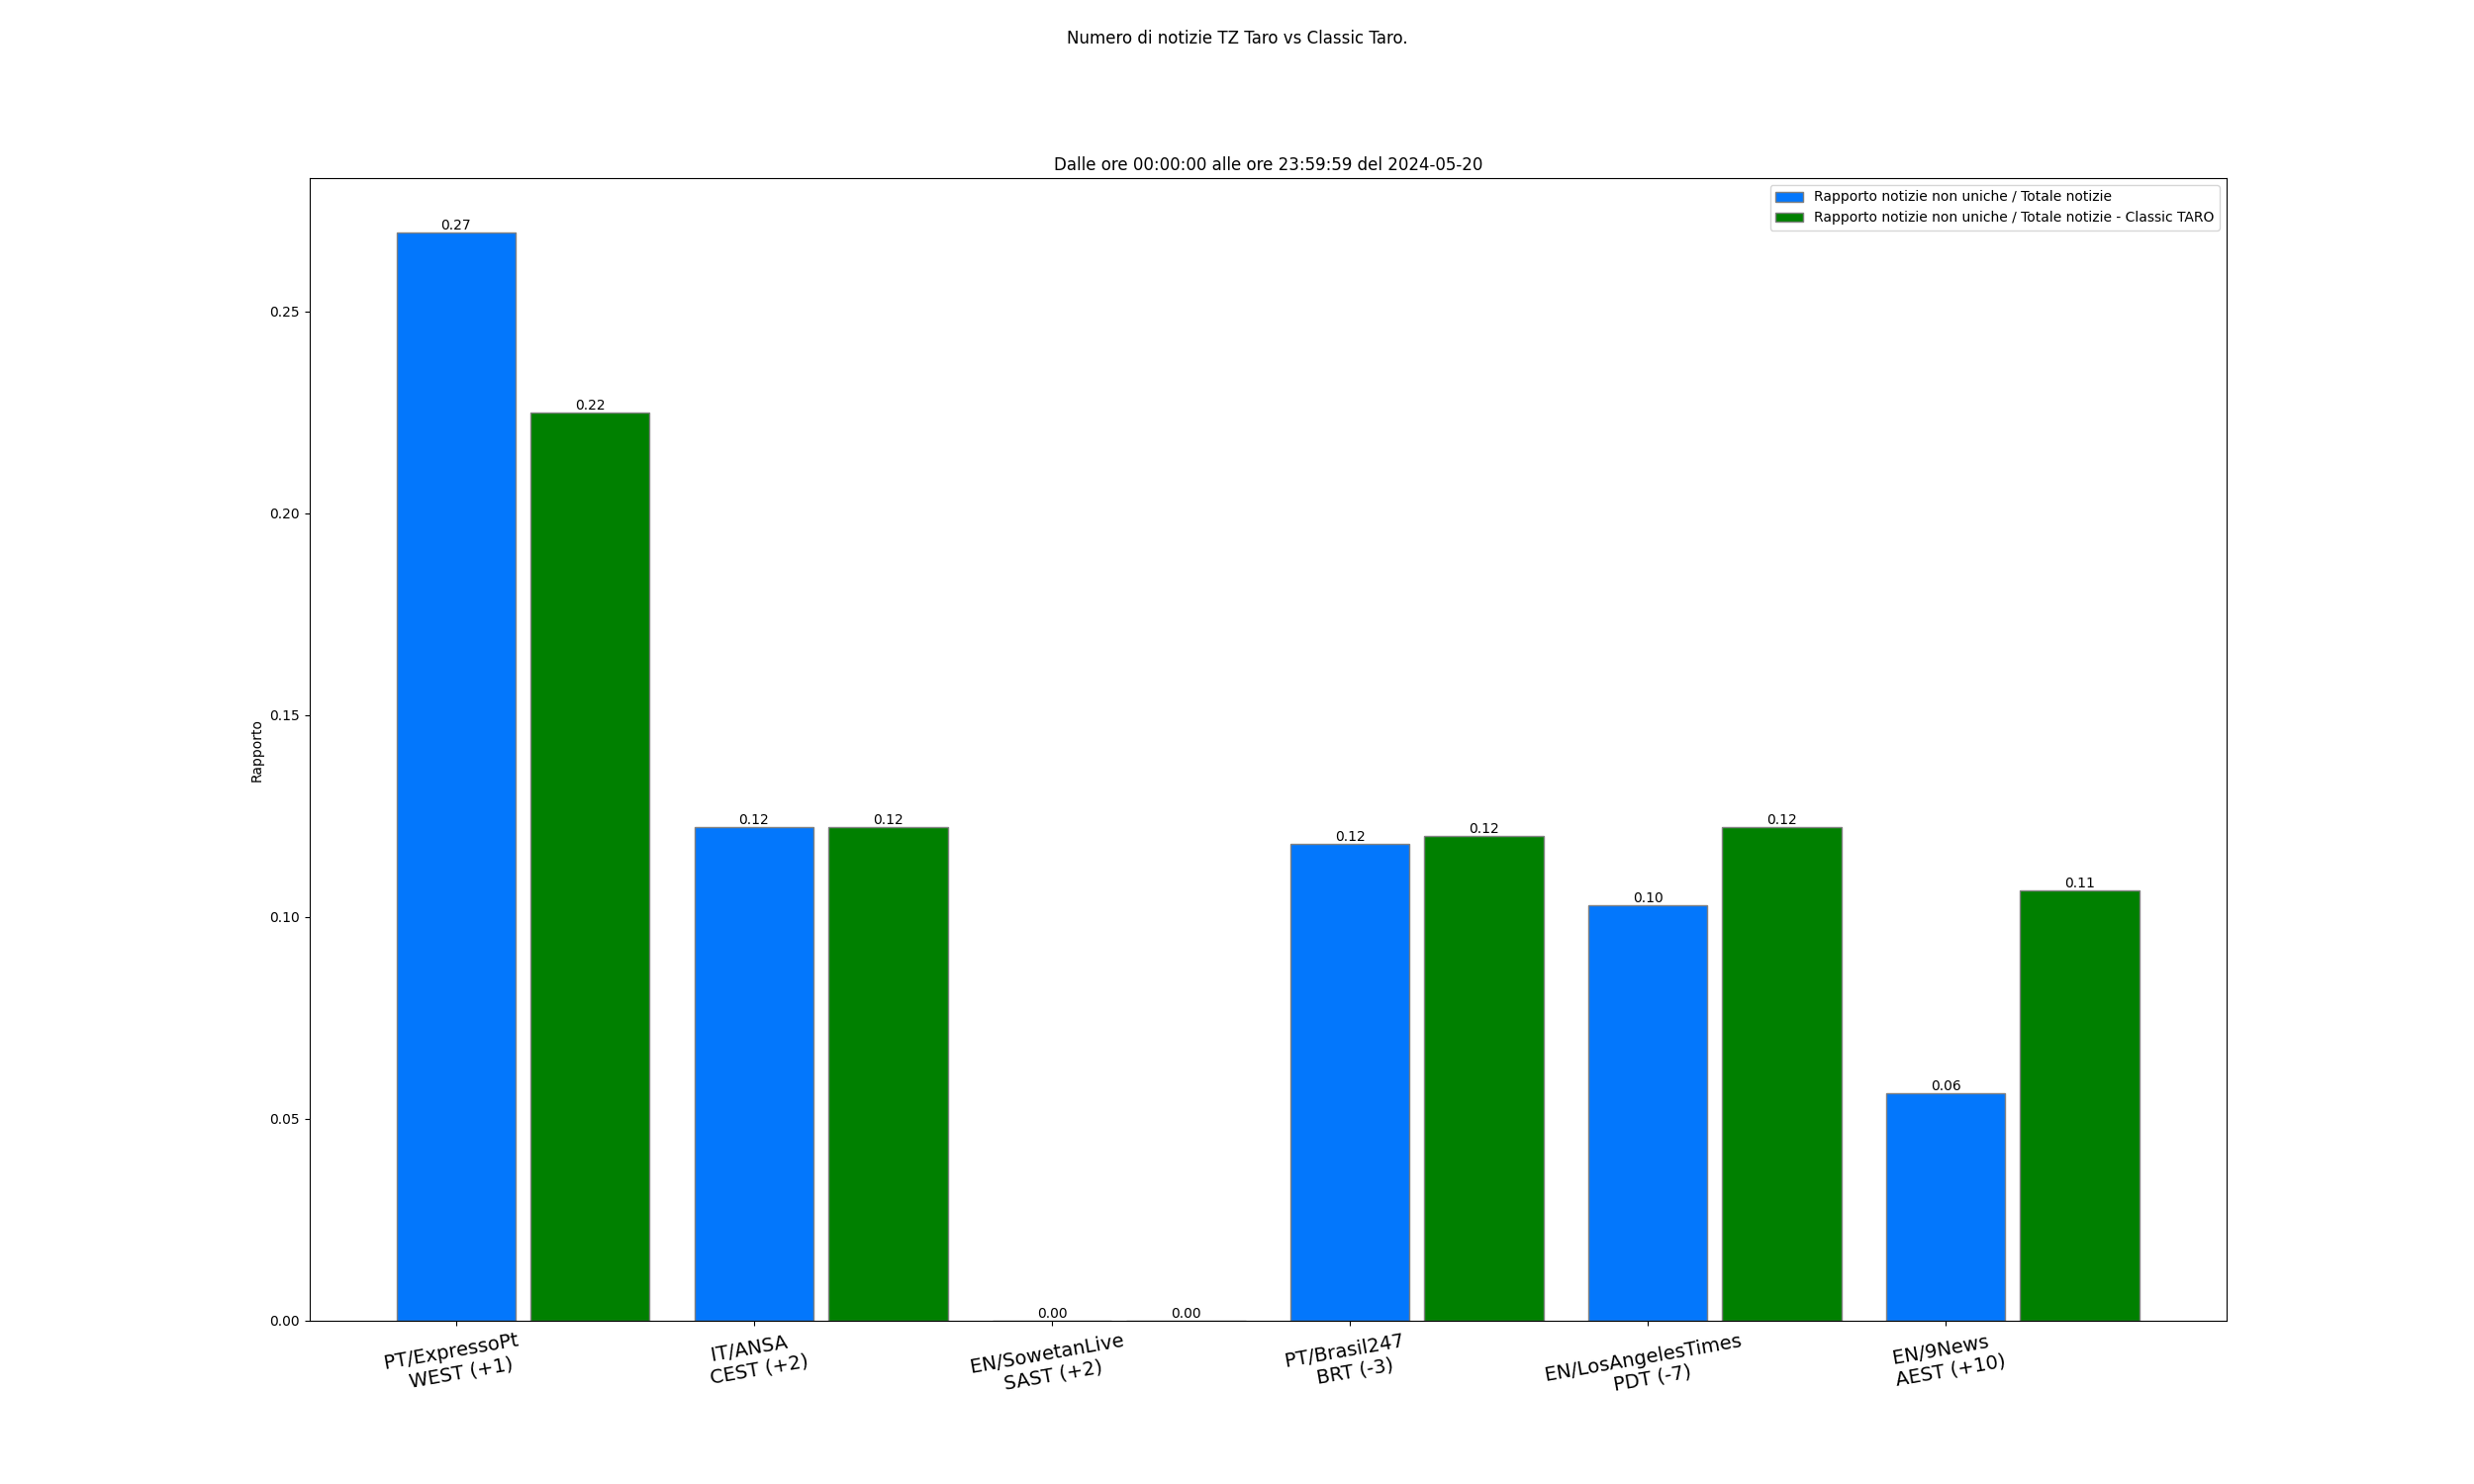 Numero di notizie TZ Taro vs Classic Taro.
Dalle ore 00:00:00 alle ore 23:59:59 del 2024-05-20
Rapporto notizie non uniche / Totale notizie
Rapporto notizie non uniche / Totale notizie - Classic TARO
Rapporto
0.25
0.20
0.15
0.10
0.05
0.00
0.27
0.22
0.12
0.12
0.00
0.00
0.12
0.12
0.10
0.12
0.06
0.11
PT/ExpressoPt
WEST (+1)
IT/ANSA
CEST (+2)
EN/SowetanLive
SAST (+2)
PT/Brasil247
BRT (-3)
EN/LosAngelesTimes
PDT (-7)
EN/9News
AEST (+10)